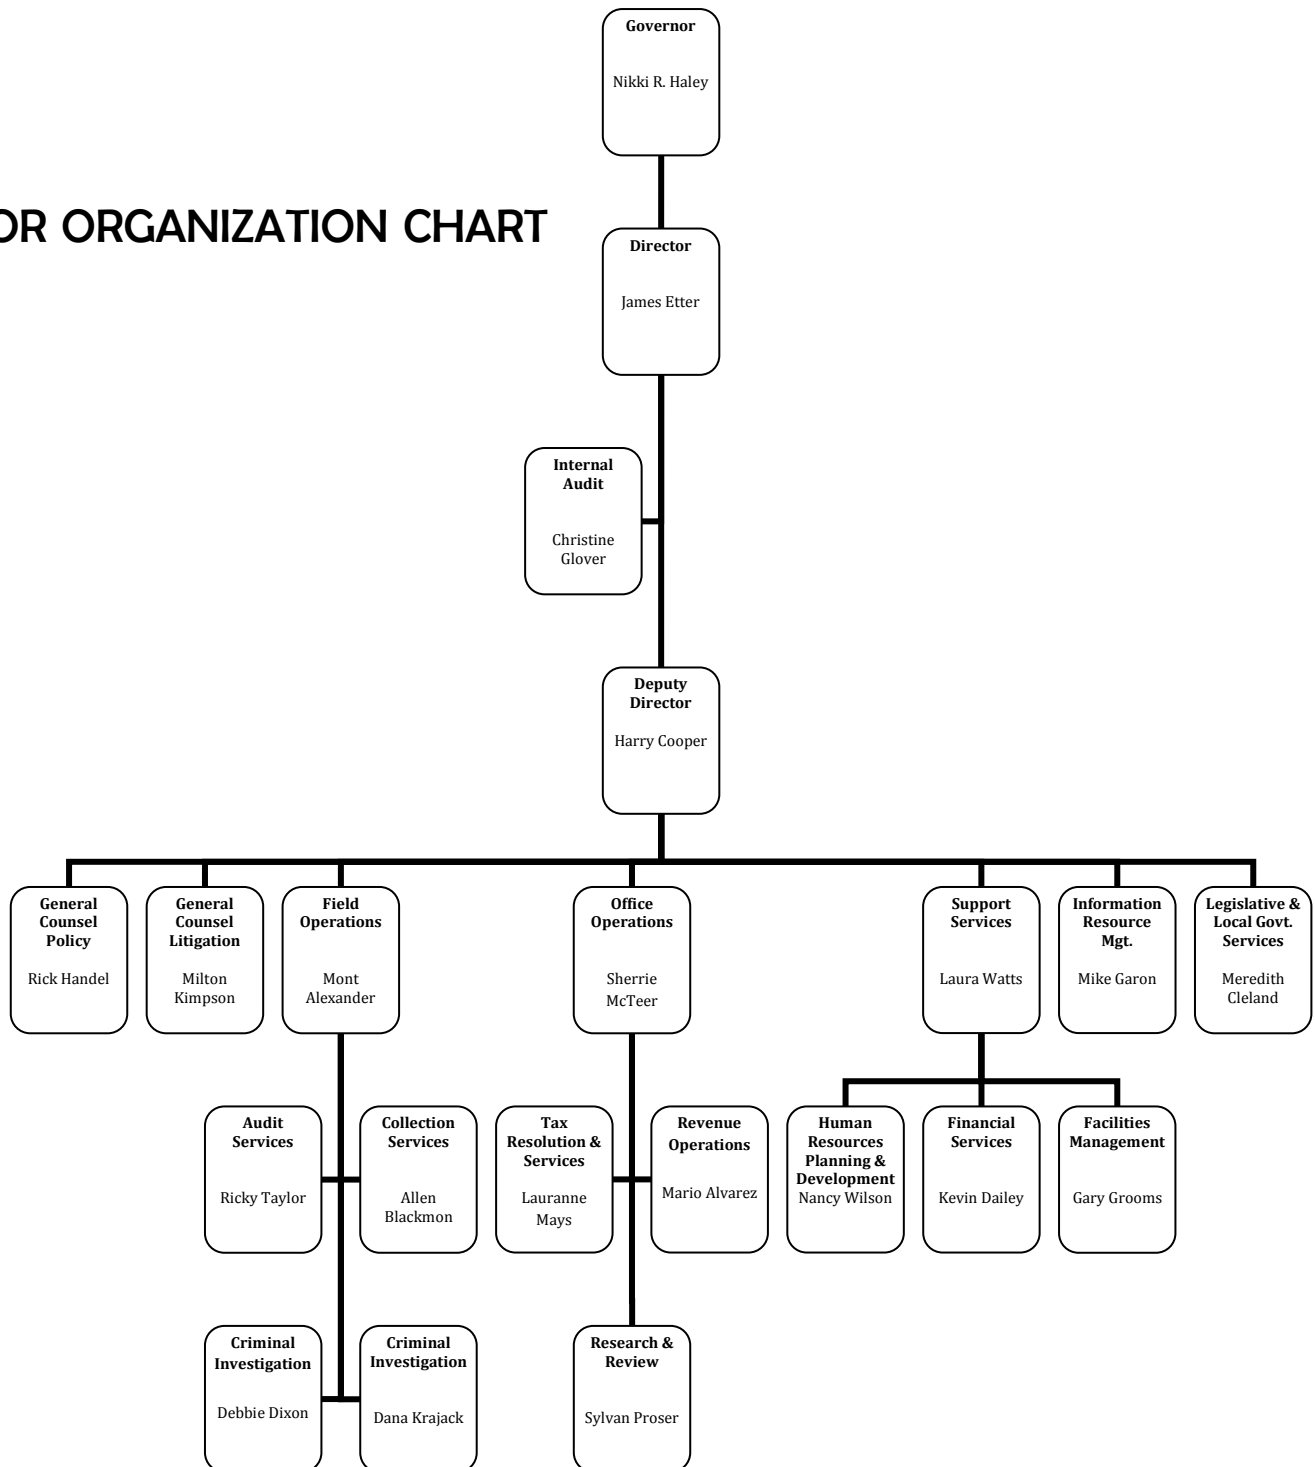 Governor
Nikki R. Haley
OR ORGANIZATION CHART
Director
James Etter
Internal
Audit
Christine
Glover
Deputy
Director
Harry Cooper
General
Counsel
Policy
Rick Handel
General
Counsel
Litigation
Milton
Kimpson
Field
Operations
Mont
Alexander
Office
Operations
Sherrie
McTeer
Support
Services
Laura Watts
Information
Resource
Mgt.
Mike Garon
Legislative &
Local Govt.
Services
Meredith
Cleland
Audit
Services
Ricky Taylor
Collection
Services
Allen
Blackmon
Tax
Resolution &
Services
Lauranne
Mays
Revenue
Operations
Mario Alvarez
Human
Resources
Planning &
Development
Nancy Wilson
Financial
Services
Kevin Dailey
Facilities
Management
Gary Grooms
Criminal
Investigation
Debbie Dixon
Criminal
Investigation
Dana Krajack
Research &
Review
Sylvan Proser